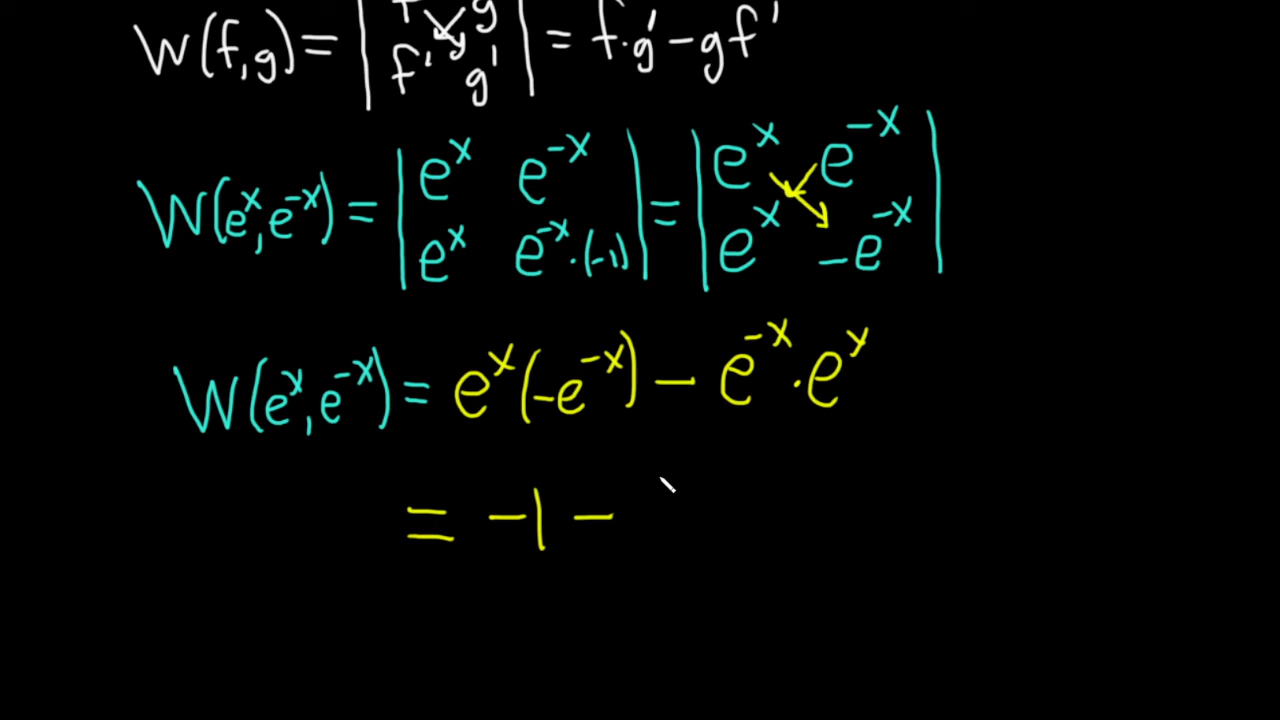 W(f,g) = | f g f' g' | = f·g' - gf'
W(e^x, e^-x) = | e^x e^-x e^x e^-x·(-1) | = | e^x e^-x e^x -e^-x |
W(e^x, e^-x) = e^x(-e^-x) - e^-x · e^x
= -1 -